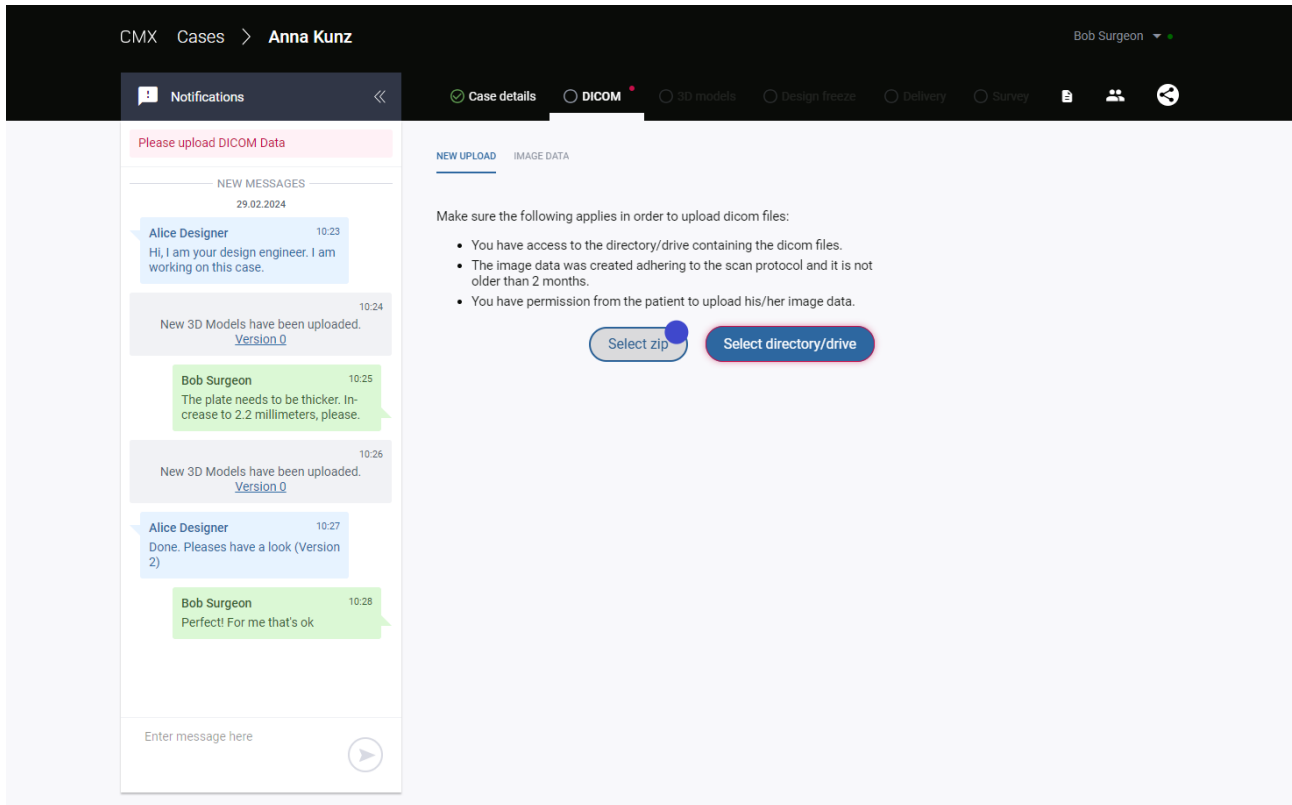 CMX Cases > Anna Kunz
Bob Surgeon
Notifications
Case details
DICOM
3D models
Design freeze
Delivery
Survey
Please upload DICOM Data
NEW MESSAGES
29.02.2024
Alice Designer 10:23
Hi, I am your design engineer. I am
working on this case.
10:24
New 3D Models have been uploaded.
Version 0
Bob Surgeon 10:25
The plate needs to be thicker. In-
crease to 2.2 millimeters, please.
10:26
New 3D Models have been uploaded.
Version 0
Alice Designer 10:27
Done. Pleases have a look (Version
2)
Bob Surgeon 10:28
Perfect! For me that's ok
Enter message here
NEW UPLOAD IMAGE DATA
Make sure the following applies in order to upload dicom files:
• You have access to the directory/drive containing the dicom files.
• The image data was created adhering to the scan protocol and it is not
older than 2 months.
• You have permission from the patient to upload his/her image data.
Select zip
Select directory/drive